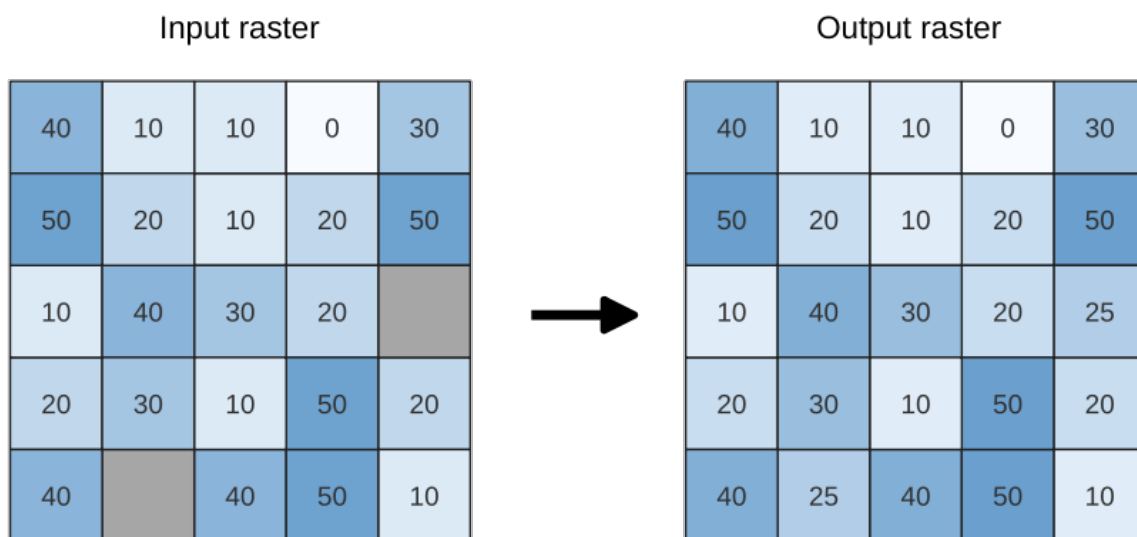 Input raster
Output raster
40 10 10 0 30
50 20 10 20 50
10 40 30 20
20 30 10 50 20
40 40 50 10
40 10 10 0 30
50 20 10 20 50
10 40 30 20 25
20 30 10 50 20
40 25 40 50 10